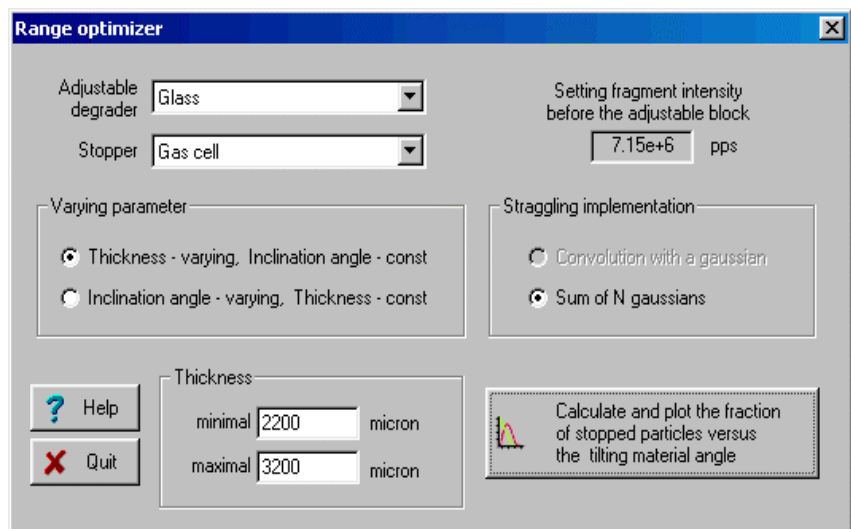 Range optimizer
Adjustable
degrader
Glass
Stopper
Gas cell
Setting fragment intensity
before the adjustable block
7.15e+6 pps
Varying parameter
Thickness - varying, Inclination angle - const
Inclination angle - varying, Thickness - const
Straggling implementation
Convolution with a gaussian
Sum of N gaussians
? Help
Quit
Thickness
minimal 2200 micron
maximal 3200 micron
Calculate and plot the fraction
of stopped particles versus
the tilting material angle